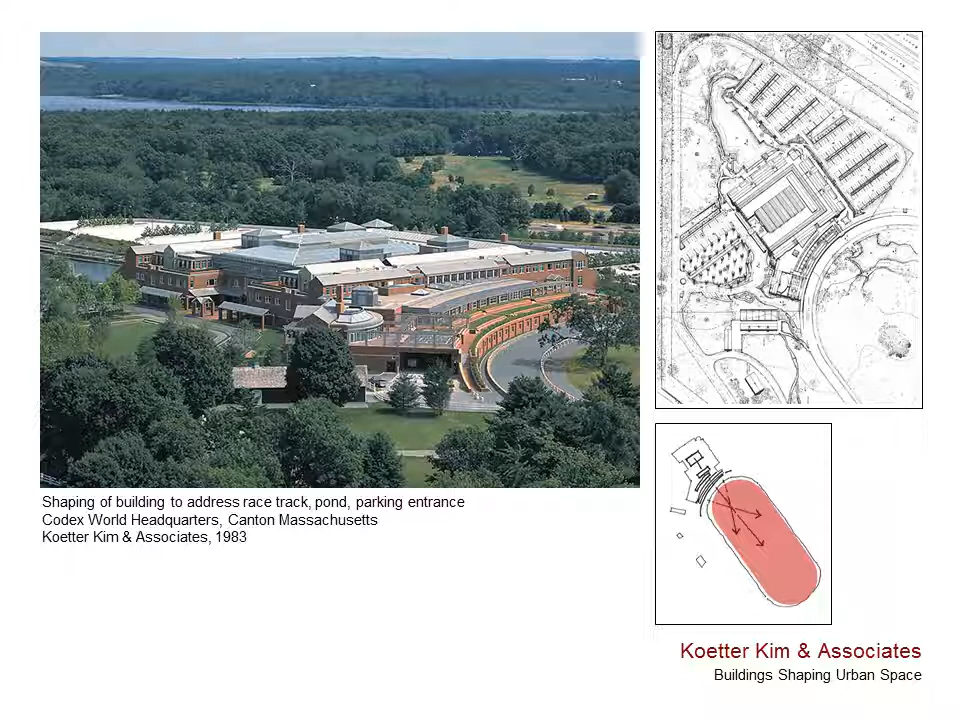 Shaping of building to address race track, pond, parking entrance
Codex World Headquarters, Canton Massachusetts
Koetter Kim & Associates, 1983
Koetter Kim & Associates
Buildings Shaping Urban Space